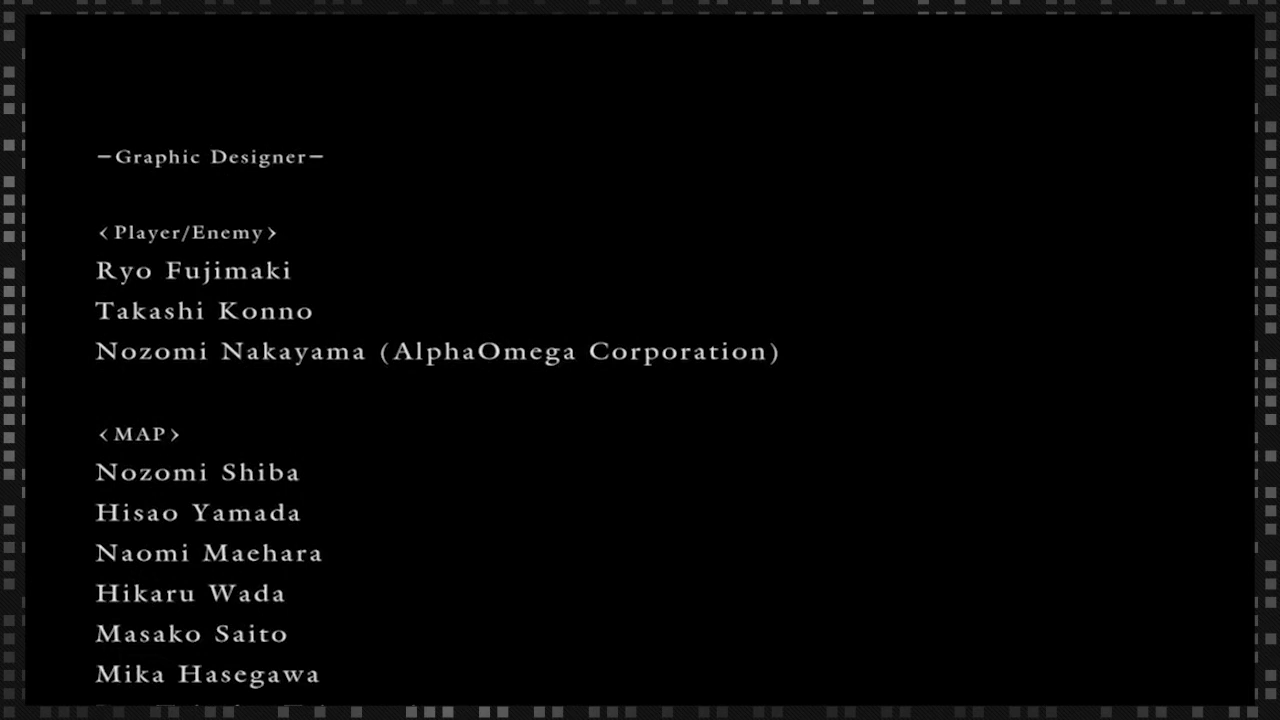 −Graphic Designer−
<Player/Enemy>
Ryo Fujimaki
Takashi Konno
Nozomi Nakayama (AlphaOmega Corporation)
<MAP>
Nozomi Shiba
Hisao Yamada
Naomi Maehara
Hikaru Wada
Masako Saito
Mika Hasegawa